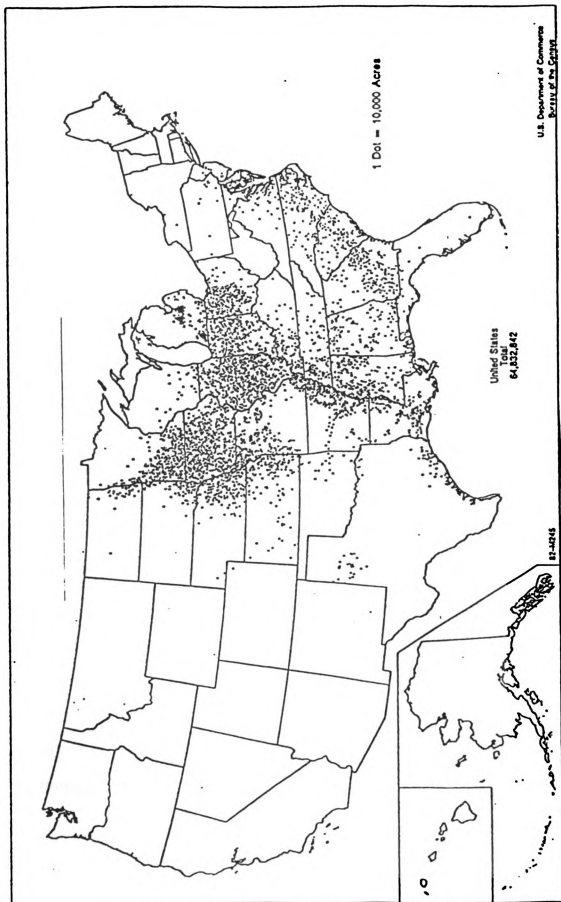 1 Dot = 10,000 Acres
United States
Total
64,832,842
82-M245
U.S. Department of Commerce
Bureau of the Census